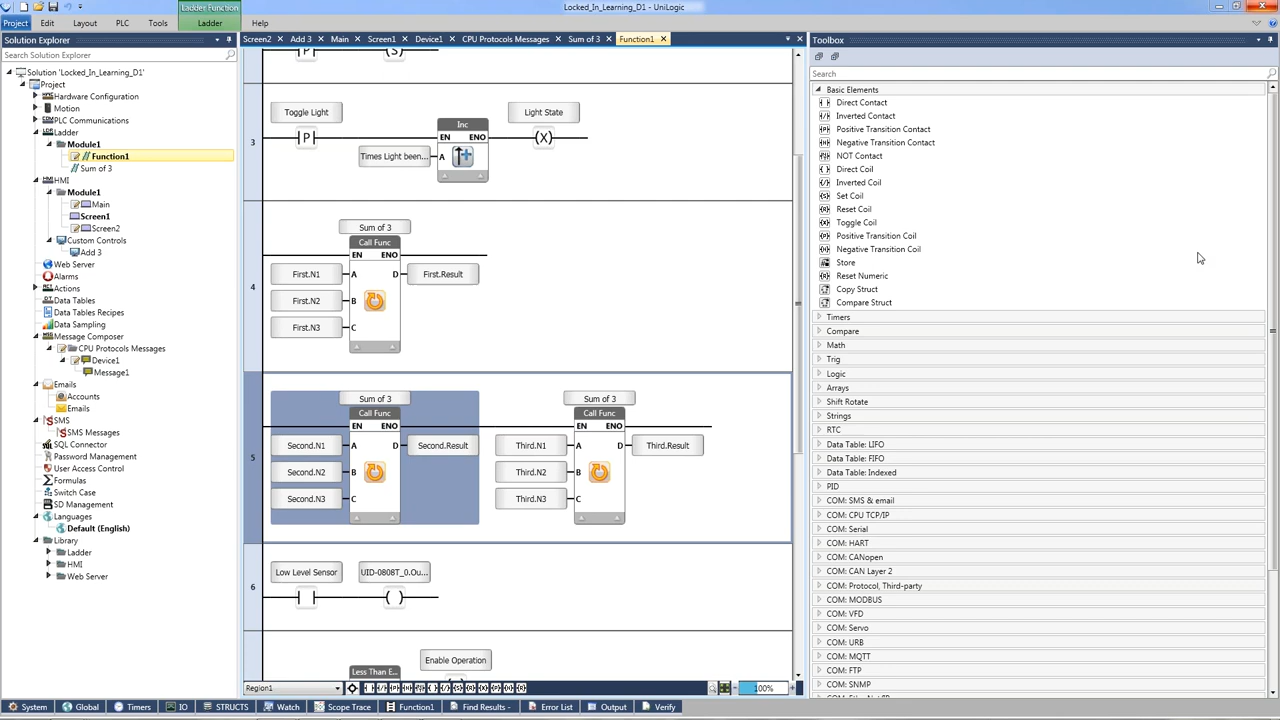 Ladder Function
Locked_In_Learning_D1* - UniLogic
Project
Edit
Layout
PLC
Tools
Ladder
Help
Solution Explorer
Screen2
Add 3
Main
Screen1
Device1
CPU Protocols Messages
Sum of 3
Function1
Toolbox
Search Solution Explorer
Solution 'Locked_In_Learning_D1'
Project
Hardware Configuration
Motion
PLC Communications
Ladder
Module1
Function1
Sum of 3
HMI
Module1
Main
Screen1
Screen2
Custom Controls
Add 3
Web Server
Alarms
Actions
Data Tables
Data Tables Recipes
Data Sampling
Message Composer
CPU Protocols Messages
Device1
Message1
Emails
Accounts
Emails
SMS
SMS Messages
SQL Connector
Password Management
User Access Control
Formulas
Switch Case
SD Management
Languages
Default (English)
Library
Ladder
HMI
Web Server
P
S
3
Toggle Light
P
Inc
EN ENO
Times Light been...
A
Light State
X
4
Sum of 3
Call Func
EN ENO
First.N1
A
D
First.Result
First.N2
B
First.N3
C
5
Sum of 3
Call Func
EN ENO
Second.N1
A
D
Second.Result
Second.N2
B
Second.N3
C
Sum of 3
Call Func
EN ENO
Third.N1
A
D
Third.Result
Third.N2
B
Third.N3
C
6
Low Level Sensor
UID-0808T_0.Ou...
Less Than E...
Enable Operation
Region1
100%
Search
Basic Elements
Direct Contact
Inverted Contact
Positive Transition Contact
Negative Transition Contact
NOT Contact
Direct Coil
Inverted Coil
Set Coil
Reset Coil
Toggle Coil
Positive Transition Coil
Negative Transition Coil
Store
Reset Numeric
Copy Struct
Compare Struct
Timers
Compare
Math
Trig
Logic
Arrays
Shift Rotate
Strings
RTC
Data Table: LIFO
Data Table: FIFO
Data Table: Indexed
PID
COM: SMS & email
COM: CPU TCP/IP
COM: Serial
COM: HART
COM: CANopen
COM: CAN Layer 2
COM: Protocol, Third-party
COM: MODBUS
COM: VFD
COM: Servo
COM: URB
COM: MQTT
COM: FTP
COM: SNMP
System
Global
Timers
IO
STRUCTS
Watch
Scope Trace
Function1
Find Results -
Error List
Output
Verify